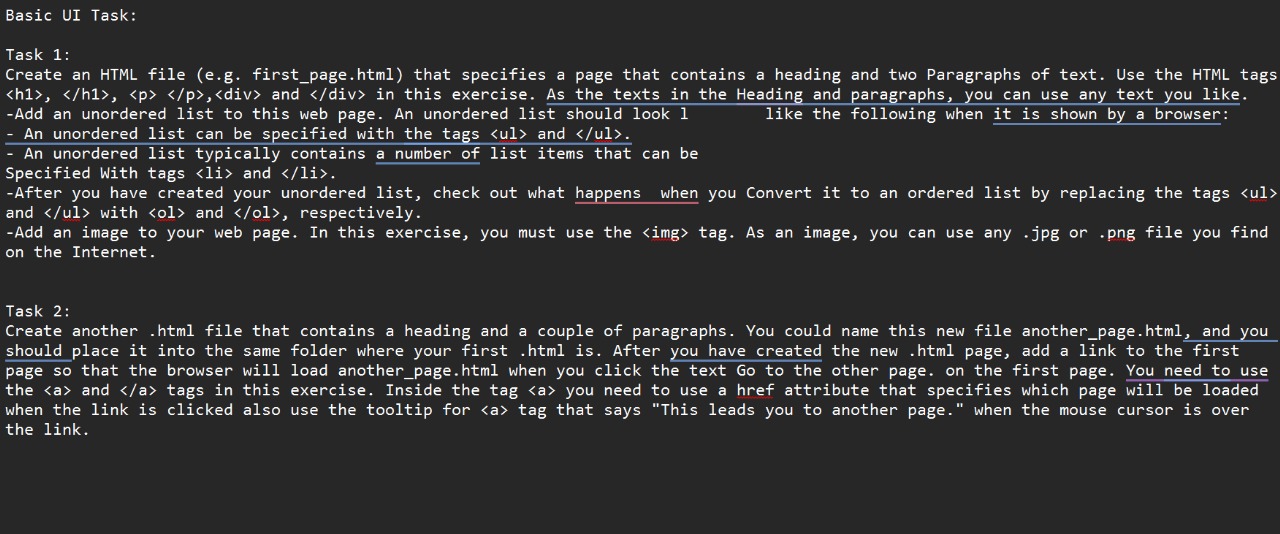 Basic UI Task:
Task 1:
Create an HTML file (e.g. first_page.html) that specifies a page that contains a heading and two Paragraphs of text. Use the HTML tags
<h1>, </h1>, <p> </p>,<div> and </div> in this exercise. As the texts in the Heading and paragraphs, you can use any text you like.
-Add an unordered list to this web page. An unordered list should look l        like the following when it is shown by a browser:
- An unordered list can be specified with the tags <ul> and </ul>.
- An unordered list typically contains a number of list items that can be
Specified With tags <li> and </li>.
-After you have created your unordered list, check out what happens  when you Convert it to an ordered list by replacing the tags <ul>
and </ul> with <ol> and </ol>, respectively.
-Add an image to your web page. In this exercise, you must use the <img> tag. As an image, you can use any .jpg or .png file you find
on the Internet.
Task 2:
Create another .html file that contains a heading and a couple of paragraphs. You could name this new file another_page.html, and you
should place it into the same folder where your first .html is. After you have created the new .html page, add a link to the first
page so that the browser will load another_page.html when you click the text Go to the other page. on the first page. You need to use
the <a> and </a> tags in this exercise. Inside the tag <a> you need to use a href attribute that specifies which page will be loaded
when the link is clicked also use the tooltip for <a> tag that says "This leads you to another page." when the mouse cursor is over
the link.